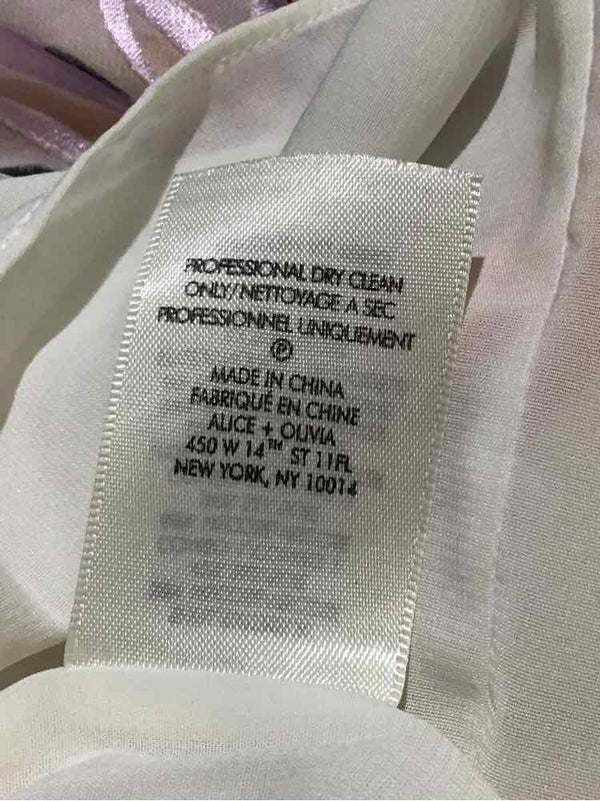 PROFESSIONAL DRY CLEAN
ONLY/NETTOYAGE A SEC
PROFESSIONNEL UNIQUEMENT
P
MADE IN CHINA
FABRIQUÉ EN CHINE
ALICE + OLIVIA
450 W 14TH ST 11FL
NEW YORK, NY 10014